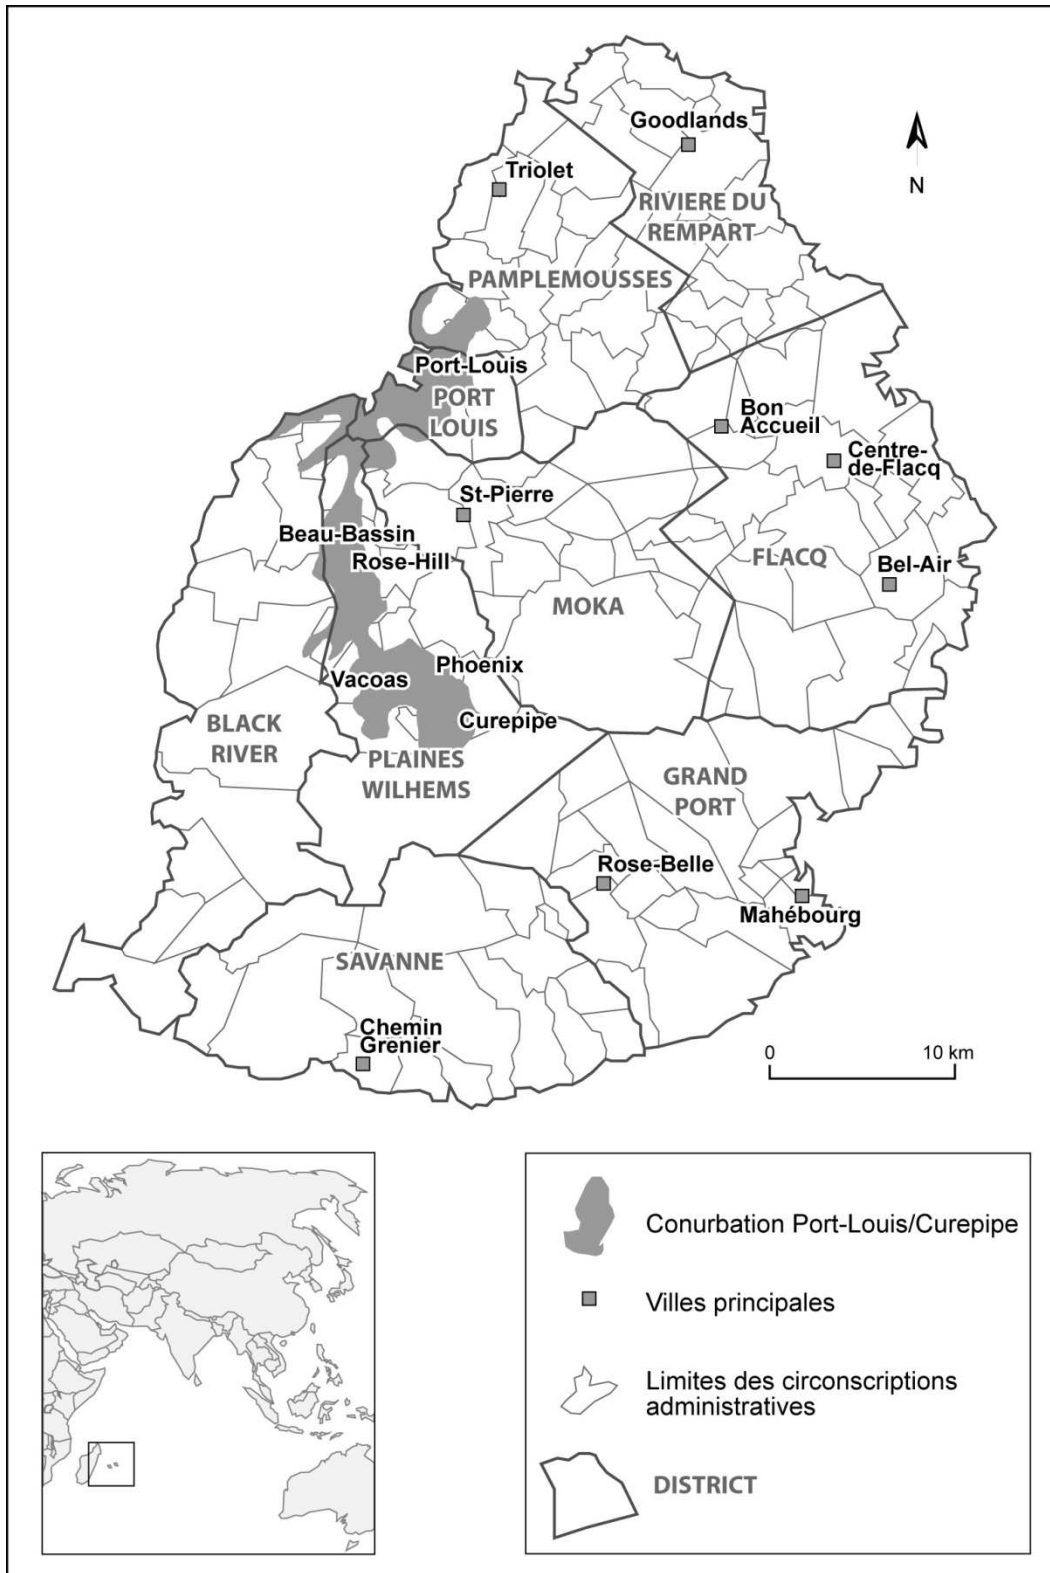 Goodlands
N
Triolet
RIVIERE DU
REMPART
PAMPLEMOUSSES
Port-Louis
PORT
LOUIS
Bon
Accueil
Centre-
de-Flacq
St-Pierre
Beau-Bassin
Rose-Hill
FLACQ
Bel-Air
MOKA
Phoenix
Vacoas
Curepipe
BLACK
RIVER
PLAINES
WILHEMS
GRAND
PORT
Rose-Belle
Mahébourg
SAVANNE
Chemin
Grenier
0 10 km
Conurbation Port-Louis/Curepipe
Villes principales
Limites des circonscriptions
administratives
DISTRICT